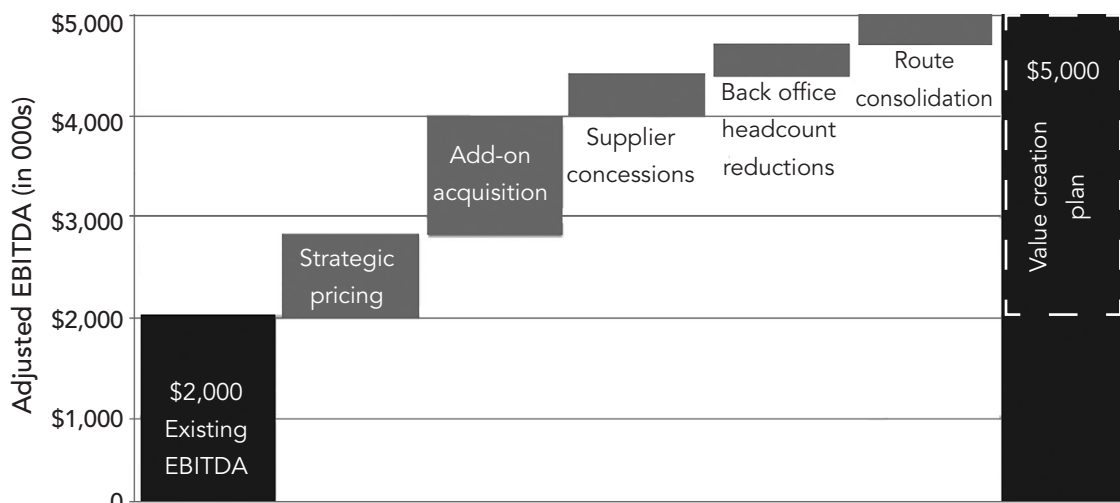 Adjusted EBITDA (in 000s)
$5,000
$4,000
$3,000
$2,000
$1,000
0
$2,000
Existing
EBITDA
Strategic
pricing
Add-on
acquisition
Supplier
concessions
Back office
headcount
reductions
Route
consolidation
$5,000
Value creation
plan